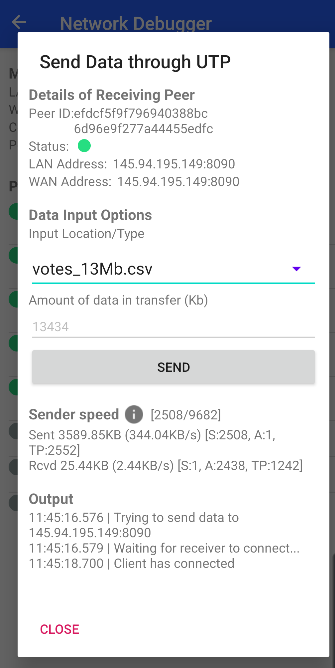 Network Debugger
Send Data through UTP
Details of Receiving Peer
Peer ID:efdcf5f9f796940388bc
6d96e9f277a44455edfc
Status:
LAN Address: 145.94.195.149:8090
WAN Address: 145.94.195.149:8090
Data Input Options
Input Location/Type
votes_13Mb.csv
Amount of data in transfer (Kb)
13434
SEND
Sender speed [2508/9682]
Sent 3589.85KB (344.04KB/s) [S:2508, A:1,
TP:2552]
Rcvd 25.44KB (2.44KB/s) [S:1, A:2438, TP:1242]
Output
11:45:16.576 | Trying to send data to
145.94.195.149:8090
11:45:16.579 | Waiting for receiver to connect...
11:45:18.700 | Client has connected
CLOSE